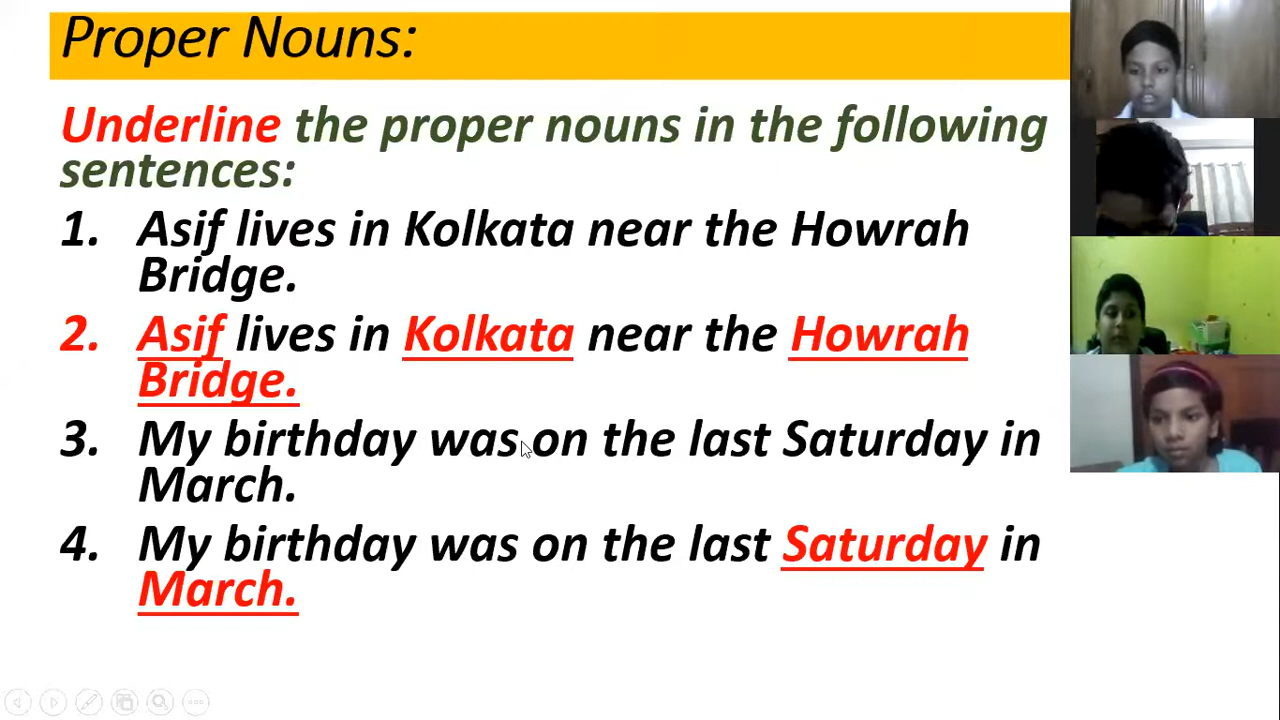 Proper Nouns:
Underline the proper nouns in the following
sentences:
1. Asif lives in Kolkata near the Howrah
Bridge.
2. Asif lives in Kolkata near the Howrah
Bridge.
3. My birthday was on the last Saturday in
March.
4. My birthday was on the last Saturday in
March.